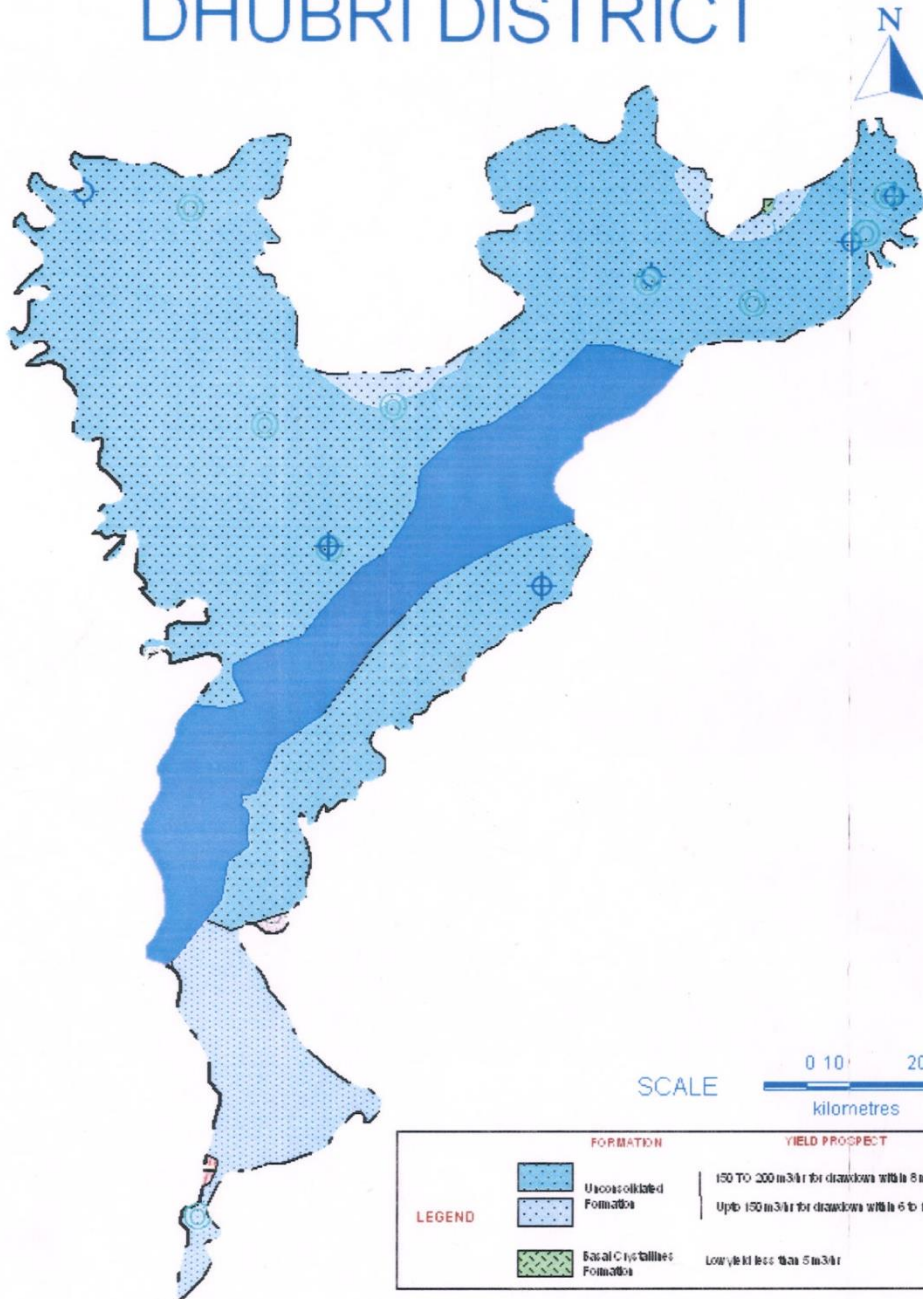 DHUBRI DISTRICT
N
SCALE
0 10 20
kilometres
FORMATION YIELD PROSPECT
LEGEND
Unconsolidated
Formation
150 TO 200 m3/hr for drawdown within 8
Upto 150 m3/hr for drawdown within 6 to
Basal Crystallines
Formation
Low yield less than 5 m3/hr